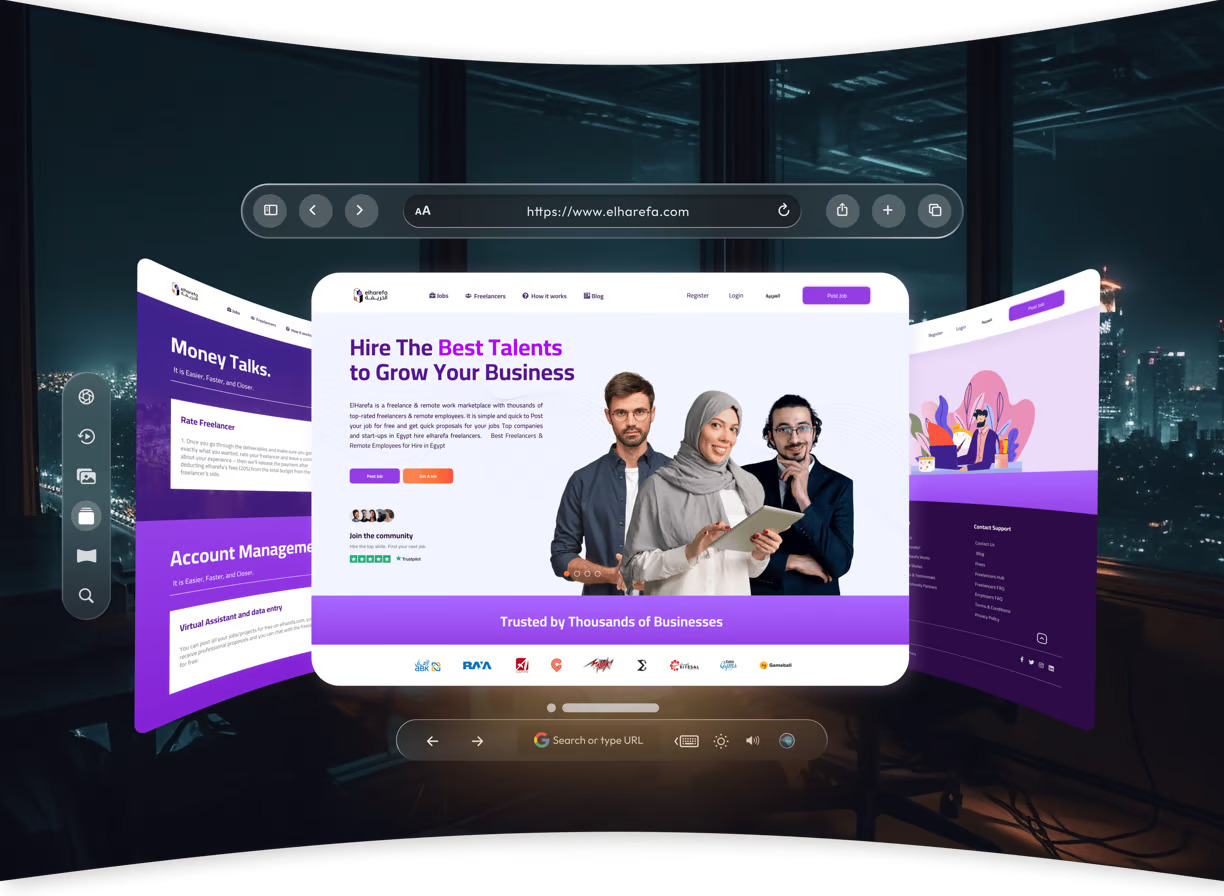 AA
https://www.elharefa.com
elharefa
الحريفة
Jobs
Freelancers
How it works
Money Talks.
It is Easier, Faster, and Closer.
Rate Freelancer
1. Once you go through the deliverables and make sure you got
exactly what you wanted, rate your freelancer and leave a
about your experience – then we'll release the payment after
deducting elharefa's fees (20%) from the total budget from the
freelancer's side.
Account Manageme
It is Easier, Faster, and Closer.
Virtual Assistant and data entry
You can post all your jobs/projects for free on elharefa.com,
receive professional proposals and you can chat with the
for free.
elharefa
الحريفة
Jobs
Freelancers
How it works
Blog
Register
Login
العربية
Post Job
Hire The Best Talents
to Grow Your Business
ElHarefa is a freelance & remote work marketplace with thousands of
top-rated freelancers & remote employees. It is simple and quick to Post
your job for free and get quick proposals for your jobs Top companies
and start-ups in Egypt hire elharefa freelancers. Best Freelancers &
Remote Employees for Hire in Egypt
Post Job
Get A Job
Join the community
Hire the top skills. Find your next job.
Trustpilot
Trusted by Thousands of Businesses
ABK
RAYA
EITESAL
Gameball
Register
Login
العربية
Post Job
Contact Support
Contact Us
Blog
Press
Freelancers Hub
Freelancers FAQ
Employers FAQ
Terms & Conditions
Privacy Policy
Works
Stories
& Testimonials
Partners
Search or type URL